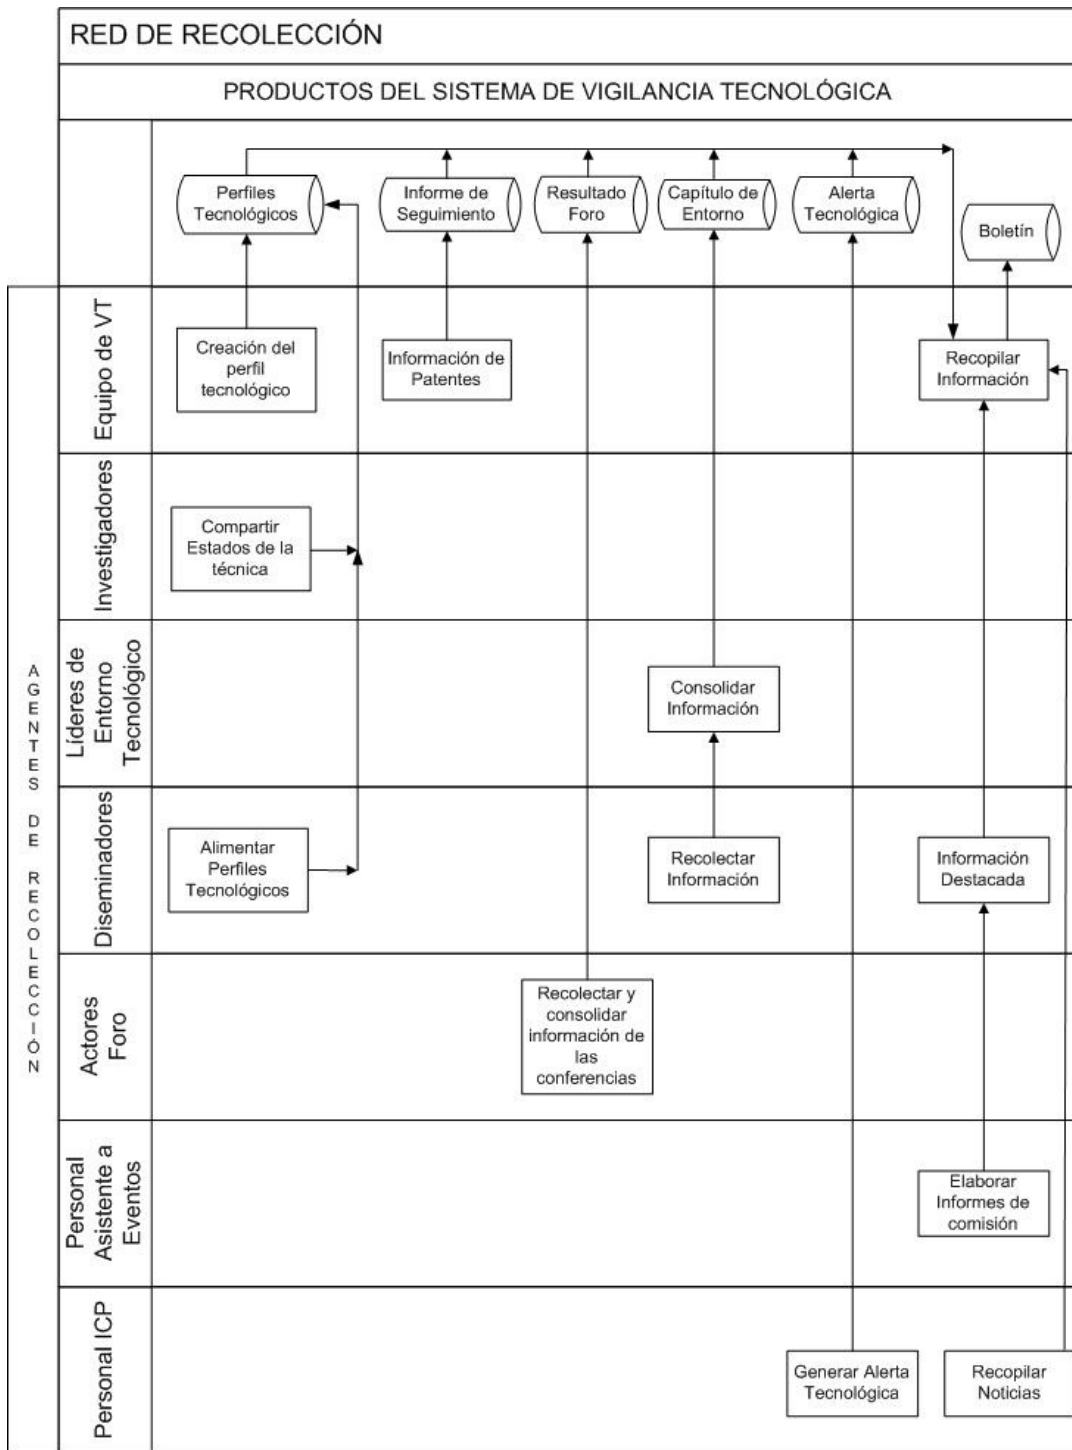 RED DE RECOLECCIÓN
PRODUCTOS DEL SISTEMA DE VIGILANCIA TECNOLÓGICA
Perfiles
Tecnológicos
Informe de
Seguimiento
Resultado
Foro
Capítulo de
Entorno
Alerta
Tecnológica
Boletín
AGENTES DE RECOLECCIÓN
Equipo de VT
Creación del
perfil
tecnológico
Información de
Patentes
Recopilar
Información
Investigadores
Compartir
Estados de la
técnica
Líderes de
Entorno
Tecnológico
Consolidar
Información
Diseminadores
Alimentar
Perfiles
Tecnológicos
Recolectar
Información
Información
Destacada
Actores
Foro
Recolectar y
consolidar
información de
las
conferencias
Personal
Asistente a
Eventos
Elaborar
Informes de
comisión
Personal ICP
Generar Alerta
Tecnológica
Recopilar
Noticias